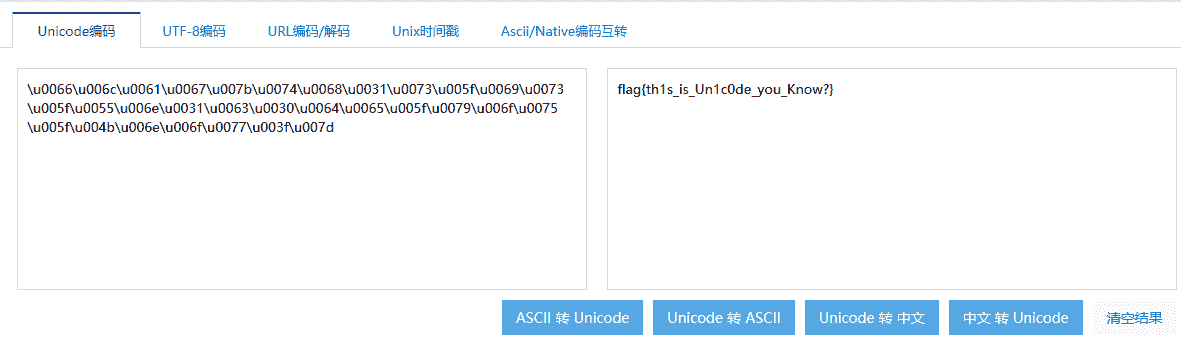 Unicode编码 UTF-8编码 URL编码/解码 Unix时间戳 Ascii/Native编码互转
\u0066\u006c\u0061\u0067\u007b\u0074\u0068\u0031\u0073\u005f\u0069\u0073
\u005f\u0055\u006e\u0031\u0063\u0030\u0064\u0065\u005f\u0079\u006f\u0075
\u005f\u004b\u006e\u006f\u0077\u003f\u007d
flag{th1s_is_Un1c0de_you_Know?}
ASCII 转 Unicode Unicode 转 ASCII Unicode 转 中文 中文 转 Unicode 清空结果